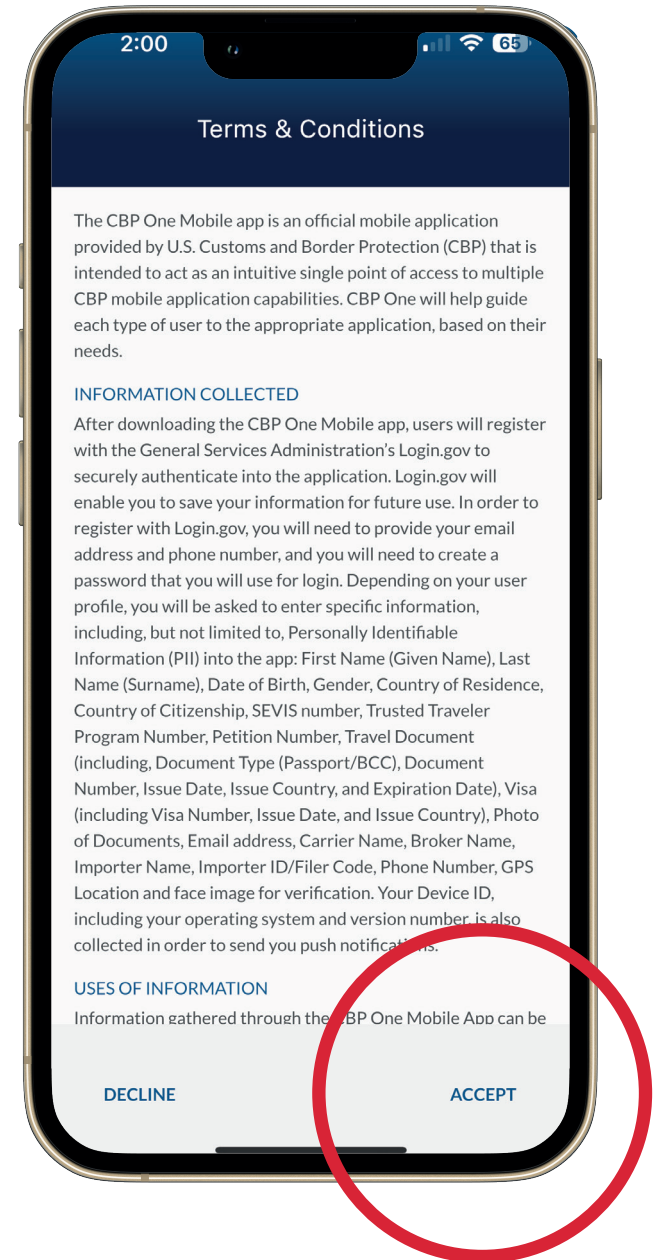 2:00
65
Terms & Conditions
The CBP One Mobile app is an official mobile application
provided by U.S. Customs and Border Protection (CBP) that is
intended to act as an intuitive single point of access to multiple
CBP mobile application capabilities. CBP One will help guide
each type of user to the appropriate application, based on their
needs.
INFORMATION COLLECTED
After downloading the CBP One Mobile app, users will register
with the General Services Administration’s Login.gov to
securely authenticate into the application. Login.gov will
enable you to save your information for future use. In order to
register with Login.gov, you will need to provide your email
address and phone number, and you will need to create a
password that you will use for login. Depending on your user
profile, you will be asked to enter specific information,
including, but not limited to, Personally Identifiable
Information (PII) into the app: First Name (Given Name), Last
Name (Surname), Date of Birth, Gender, Country of Residence,
Country of Citizenship, SEVIS number, Trusted Traveler
Program Number, Petition Number, Travel Document
(including, Document Type (Passport/BCC), Document
Number, Issue Date, Issue Country, and Expiration Date), Visa
(including Visa Number, Issue Date, and Issue Country), Photo
of Documents, Email address, Carrier Name, Broker Name,
Importer Name, Importer ID/Filer Code, Phone Number, GPS
Location and face image for verification. Your Device ID,
including your operating system and version number, is also
collected in order to send you push notifications.
USES OF INFORMATION
Information gathered through the CBP One Mobile App can be
DECLINE
ACCEPT